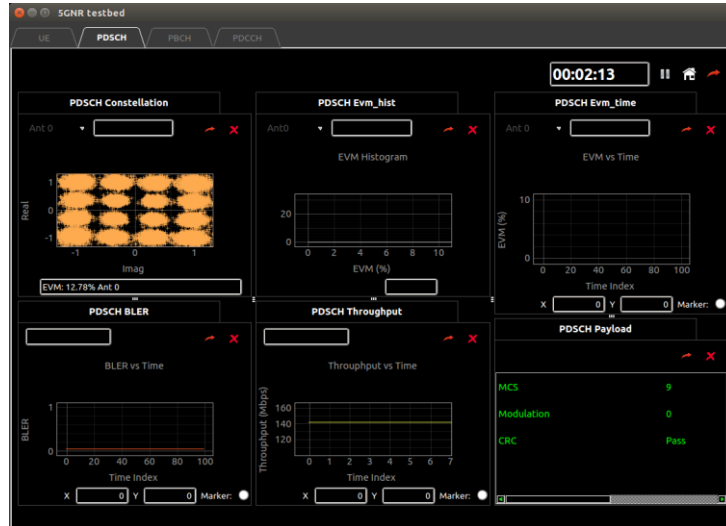 5GNR testbed
UE PDSCH PBCH PDCCH
00:02:13
PDSCH Constellation
Ant 0
1
0
-1
Real
-1 0 1
Imag
EVM: 12.78% Ant 0
PDSCH Evm_hist
Ant0
EVM Histogram
20
0
0 2 4 6 8 10
EVM (%)
PDSCH Evm_time
Ant 0
EVM vs Time
10
0
EVM (%)
0 20 40 60 80 100
Time Index
X 0 Y 0 Marker:
PDSCH BLER
BLER vs Time
1
0
BLER
0 20 40 60 80 100
Time Index
X 0 Y 0 Marker:
PDSCH Throughput
Throuphput vs Time
160
140
120
Throuphput (Mbps)
0 1 2 3 4 5 6 7
Time Index
X 0 Y 0 Marker:
PDSCH Payload
MCS 9
Modulation 0
CRC Pass